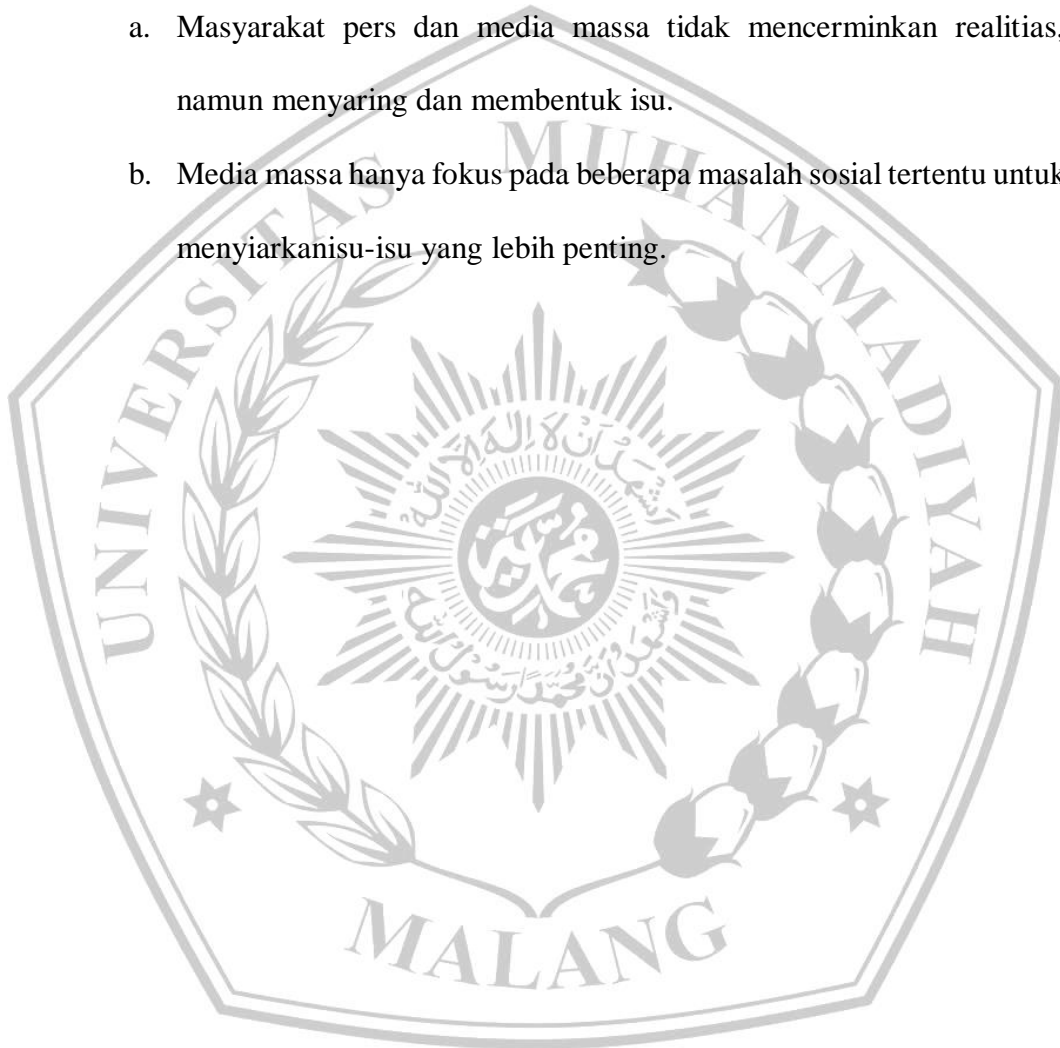 a. Masyarakat pers dan media massa tidak mencerminkan realitias,
namun menyaring dan membentuk isu.
b. Media massa hanya fokus pada beberapa masalah sosial tertentu untuk
menyiarkanisu-isu yang lebih penting.
UNIVERSITAS MUHAMMADIYAH
MALANG